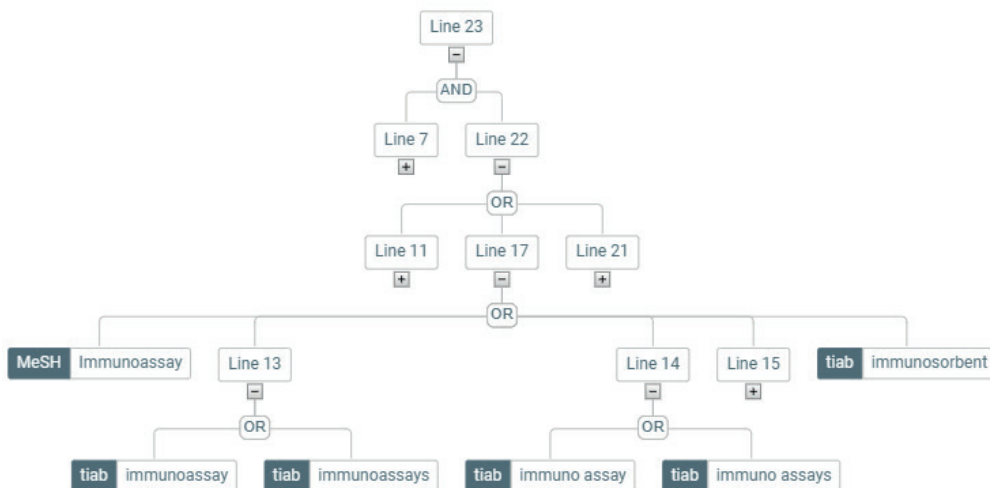 Line 23
AND
Line 7
Line 22
OR
Line 11
Line 17
Line 21
OR
MeSH Immunoassay
Line 13
Line 14
Line 15
tiab immunosorbent
OR
OR
tiab immunoassay
tiab immunoassays
tiab immuno assay
tiab immuno assays